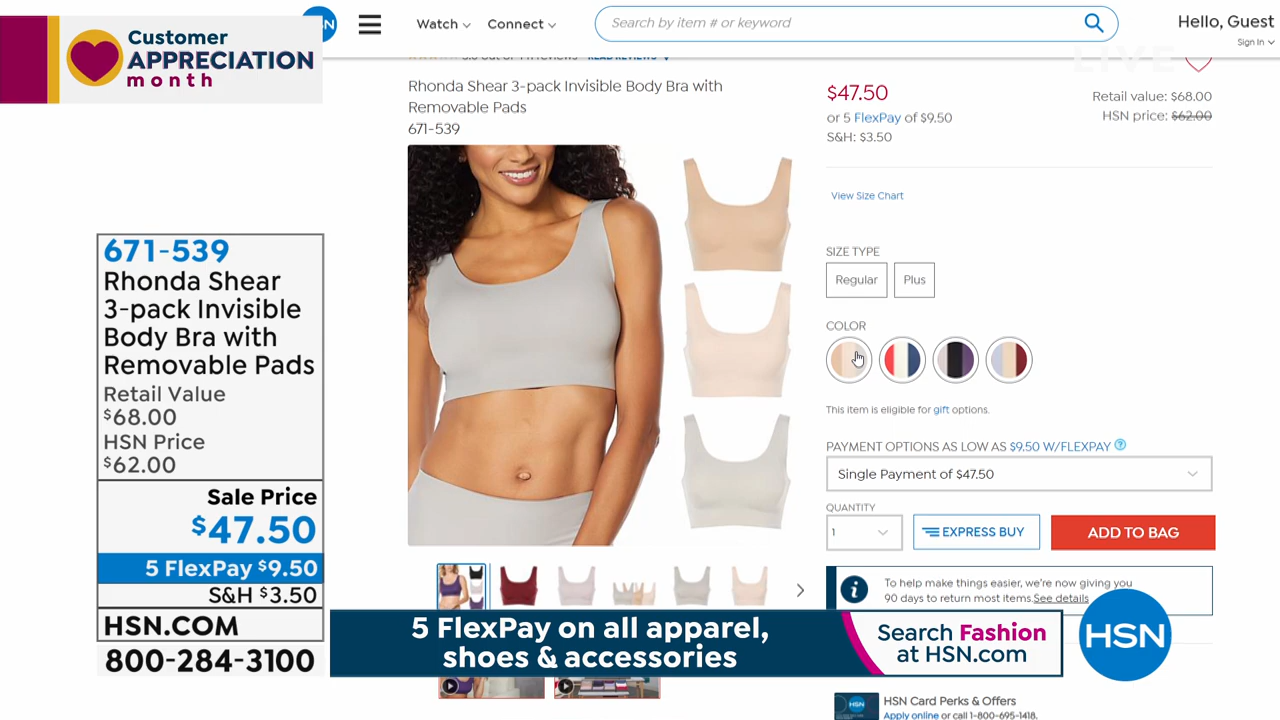 Customer
APPRECIATION
month
HSN
Watch
Connect
Search by item # or keyword
Hello, Guest
Sign In
LIVE
READ REVIEWS
Rhonda Shear 3-pack Invisible Body Bra with
Removable Pads
671-539
$47.50
or 5 FlexPay of $9.50
S&H: $3.50
Retail value: $68.00
HSN price: $62.00
View Size Chart
SIZE TYPE
Regular
Plus
COLOR
This item is eligible for gift options.
PAYMENT OPTIONS AS LOW AS $9.50 W/FLEXPAY ?
Single Payment of $47.50
QUANTITY
1
EXPRESS BUY
ADD TO BAG
i
To help make things easier, we're now giving you
90 days to return most items. See details
671-539
Rhonda Shear
3-pack Invisible
Body Bra with
Removable Pads
Retail Value
$68.00
HSN Price
$62.00
Sale Price
$47.50
5 FlexPay $9.50
S&H $3.50
HSN.COM
800-284-3100
5 FlexPay on all apparel,
shoes & accessories
Search Fashion
at HSN.com
HSN
HSN
HSN Card Perks & Offers
Apply online or call 1-800-695-1418.